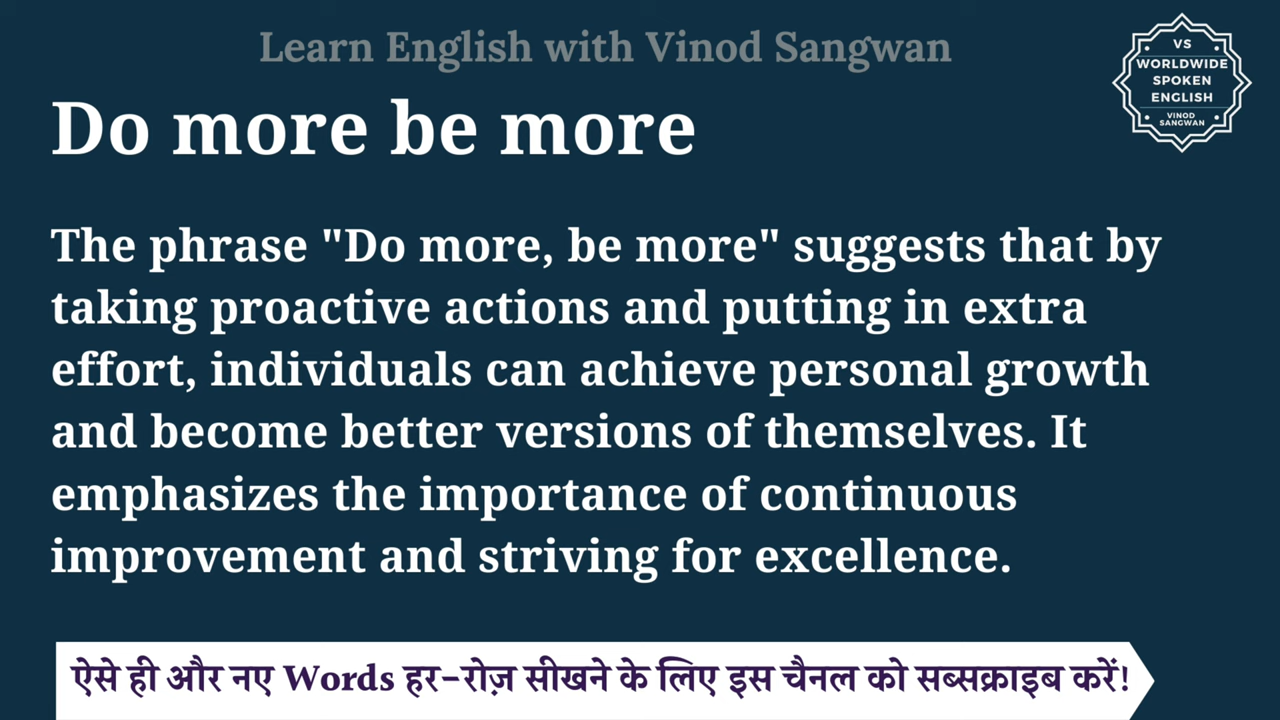 Learn English with Vinod Sangwan
VS
WORLDWIDE
SPOKEN
ENGLISH
VINOD
SANGWAN
Do more be more
The phrase "Do more, be more" suggests that by
taking proactive actions and putting in extra
effort, individuals can achieve personal growth
and become better versions of themselves. It
emphasizes the importance of continuous
improvement and striving for excellence.
ऐसे ही और नए Words हर-रोज़ सीखने के लिए इस चैनल को सब्सक्राइब करें!